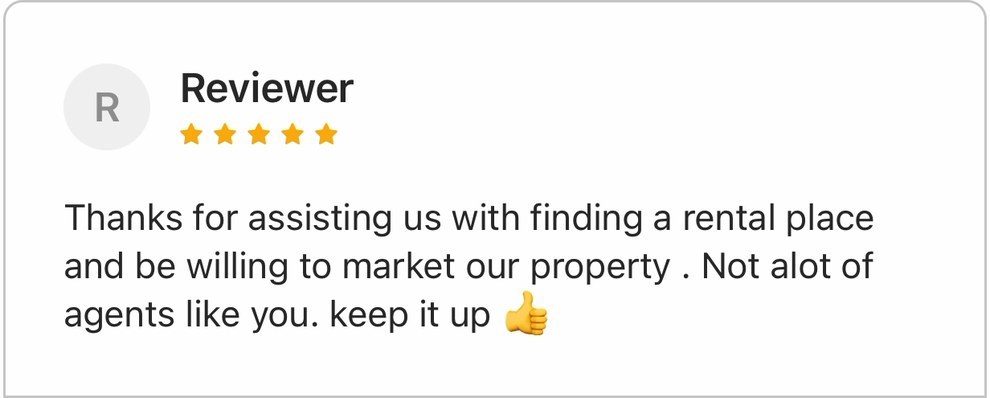 R
Reviewer
Thanks for assisting us with finding a rental place
and be willing to market our property . Not alot of
agents like you. keep it up 👍